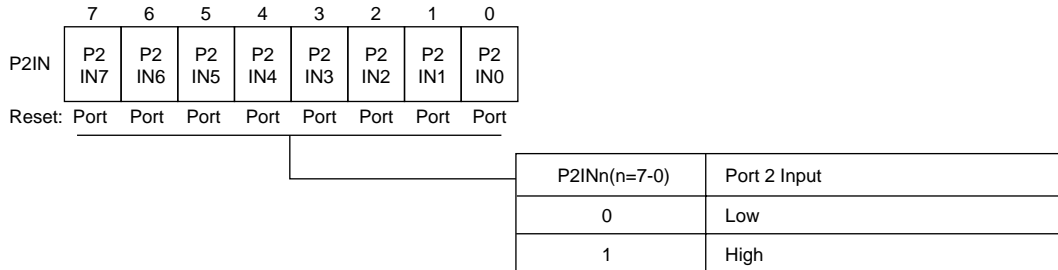 7 6 5 4 3 2 1 0
P2IN P2 IN7 P2 IN6 P2 IN5 P2 IN4 P2 IN3 P2 IN2 P2 IN1 P2 IN0
Reset: Port Port Port Port Port Port Port Port
P2INn(n=7-0) Port 2 Input
0 Low
1 High